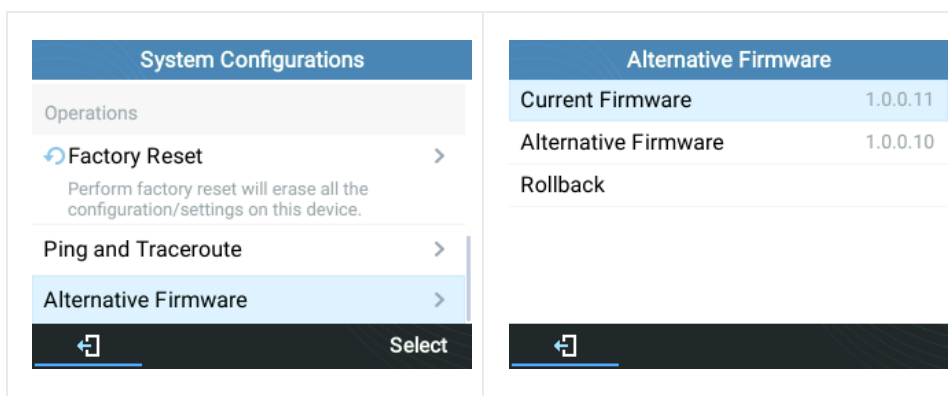 System Configurations
Operations
Factory Reset
Perform factory reset will erase all the
configuration/settings on this device.
Ping and Traceroute
Alternative Firmware
Select
Alternative Firmware
Current Firmware 1.0.0.11
Alternative Firmware 1.0.0.10
Rollback